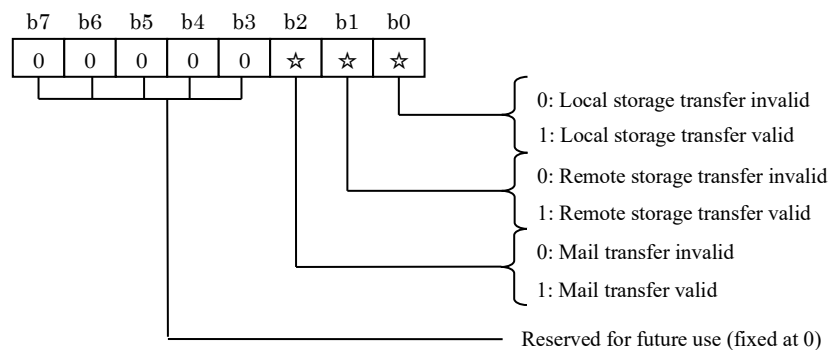 b7 b6 b5 b4 b3 b2 b1 b0
0 0 0 0 0 ☆ ☆ ☆
0: Local storage transfer invalid
1: Local storage transfer valid
0: Remote storage transfer invalid
1: Remote storage transfer valid
0: Mail transfer invalid
1: Mail transfer valid
Reserved for future use (fixed at 0)